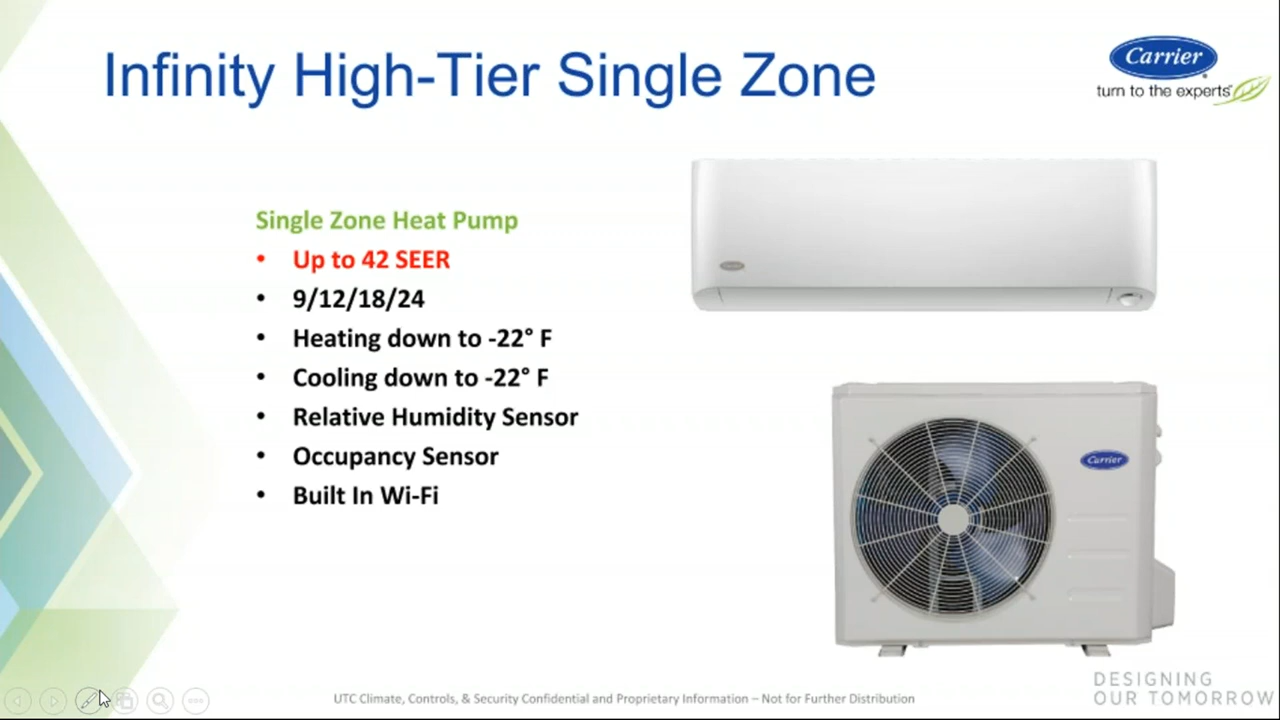 Infinity High-Tier Single Zone
Carrier
turn to the experts
Single Zone Heat Pump
• Up to 42 SEER
• 9/12/18/24
• Heating down to -22° F
• Cooling down to -22° F
• Relative Humidity Sensor
• Occupancy Sensor
• Built In Wi-Fi
Carrier
UTC Climate, Controls, & Security Confidential and Proprietary Information – Not for Further Distribution
DESIGNING
OUR TOMORROW